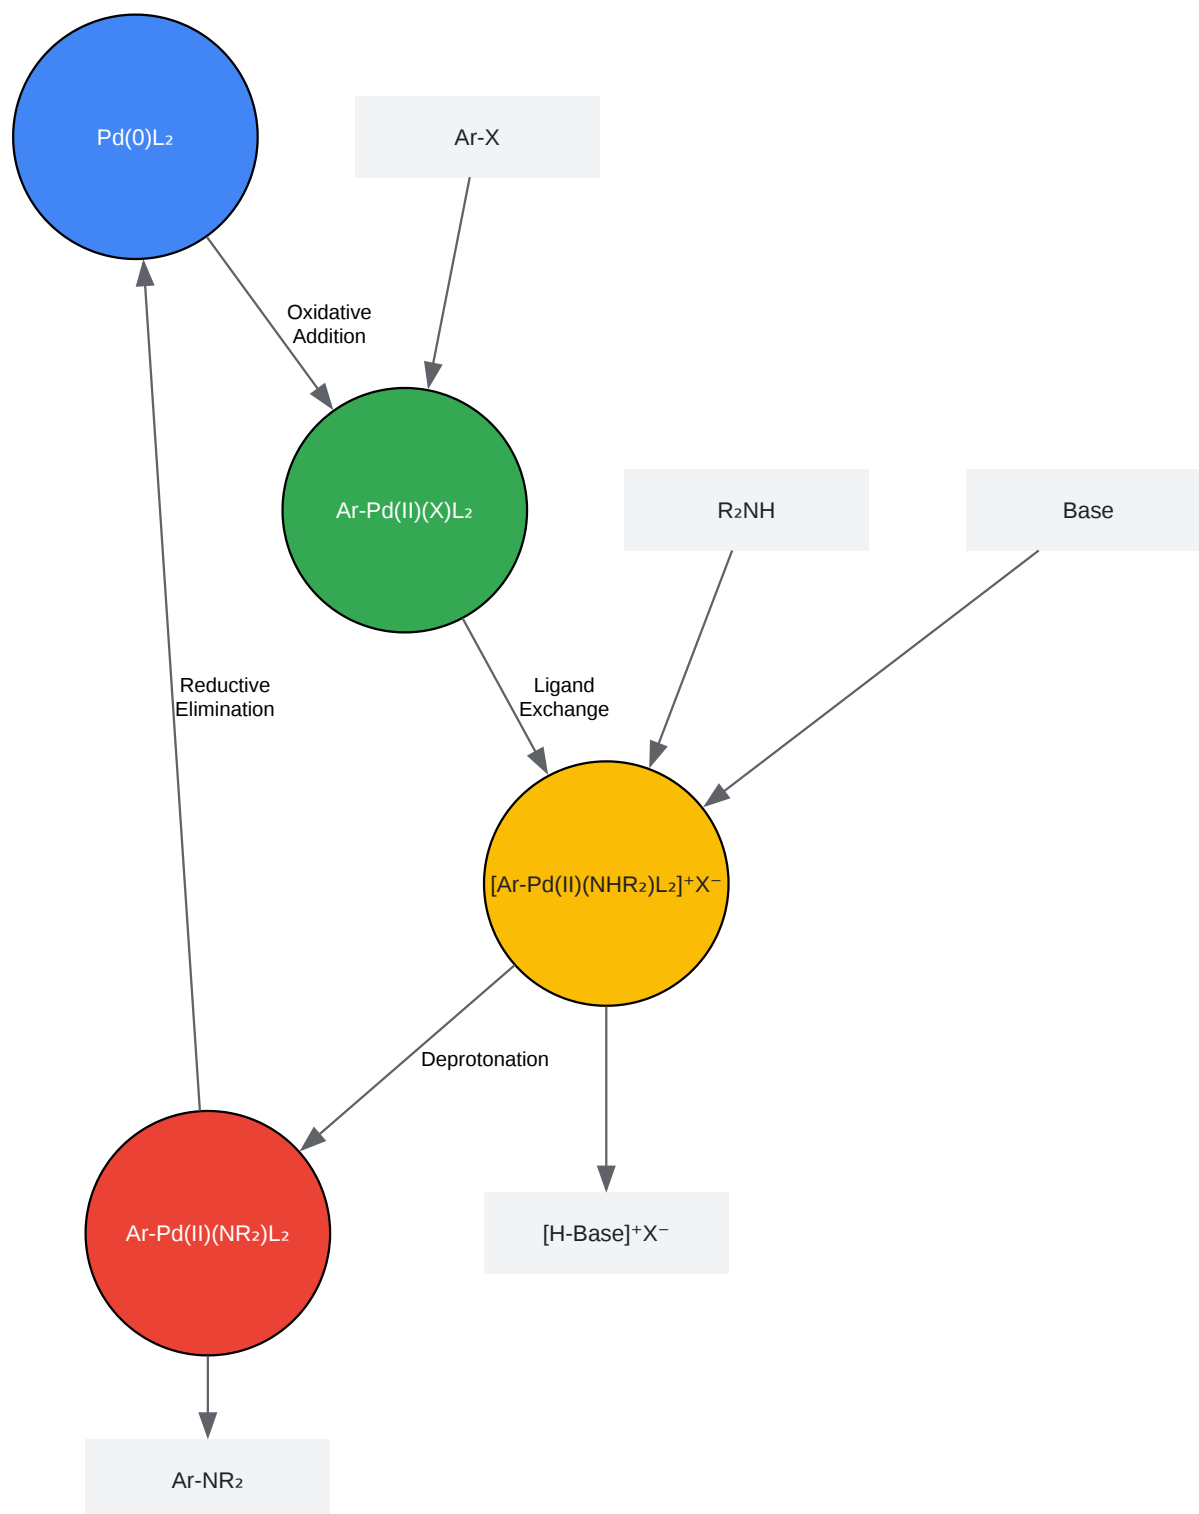 Pd(0)L₂
Ar-X
Oxidative
Addition
Ar-Pd(II)(X)L₂
R₂NH
Base
Reductive
Elimination
Ligand
Exchange
[Ar-Pd(II)(NHR₂)L₂]⁺X⁻
Deprotonation
Ar-Pd(II)(NR₂)L₂
[H-Base]⁺X⁻
Ar-NR₂